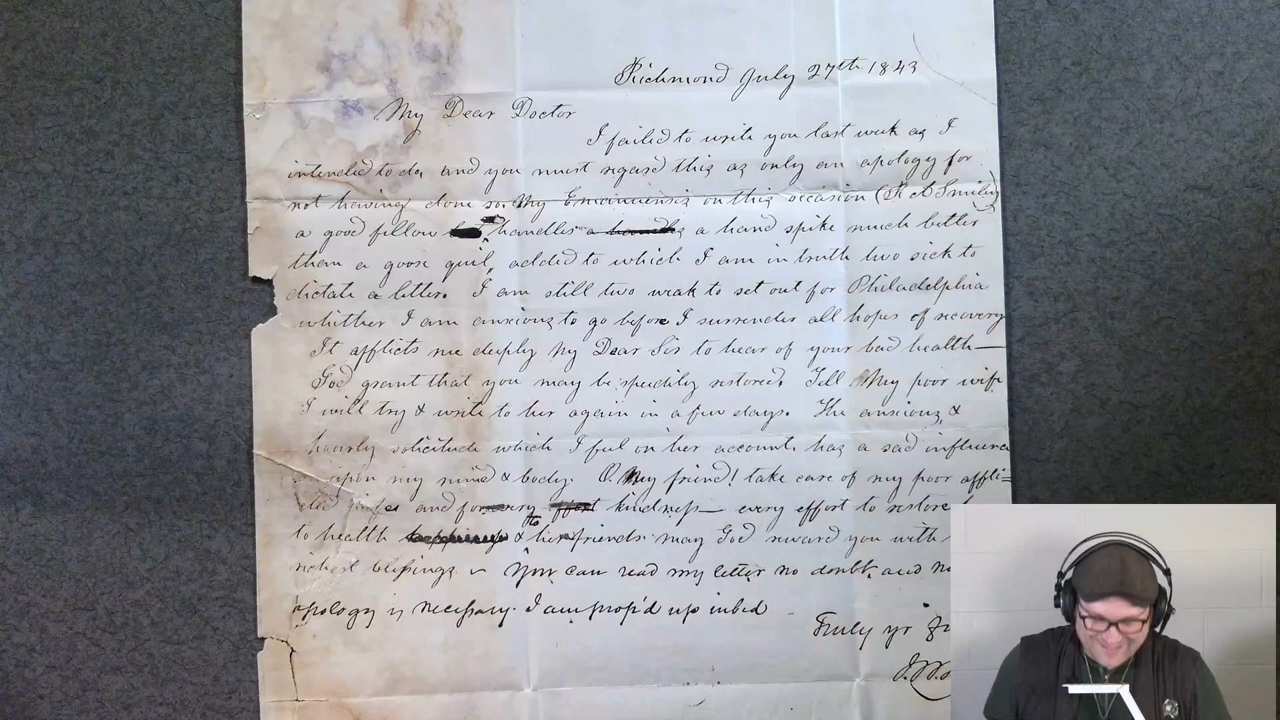 Richmond July 27th 1843
My Dear Doctor
I failed to write you last week as I
intended to do, and you must regard this as only an apology for
not having done so. My Emanuensis on this occasion (
a good fellow handles a hand spike much better
than a goose quil, added to which I am in truth two sick to
dictate a letter. I am still two weak to set out for Philadelphia
whither I am anxious to go before I surrender all hopes of recovery
It afflicts me deeply My Dear Sir to hear of your bad health—
God grant that you may be speedily restored. Tell My poor wife
I will try & write to her again in a few days. The anxious &
hourly solicitude which I feel on her account has a sad influence
upon my mind & body. O. My friend! take care of my poor afflic=
and for every kindness— every effort to restore
to health & to her friends may God reward you with
richest blessings You can read my letter no doubt, and
apology is necessary. I am prop'd up in bed
Truly yr